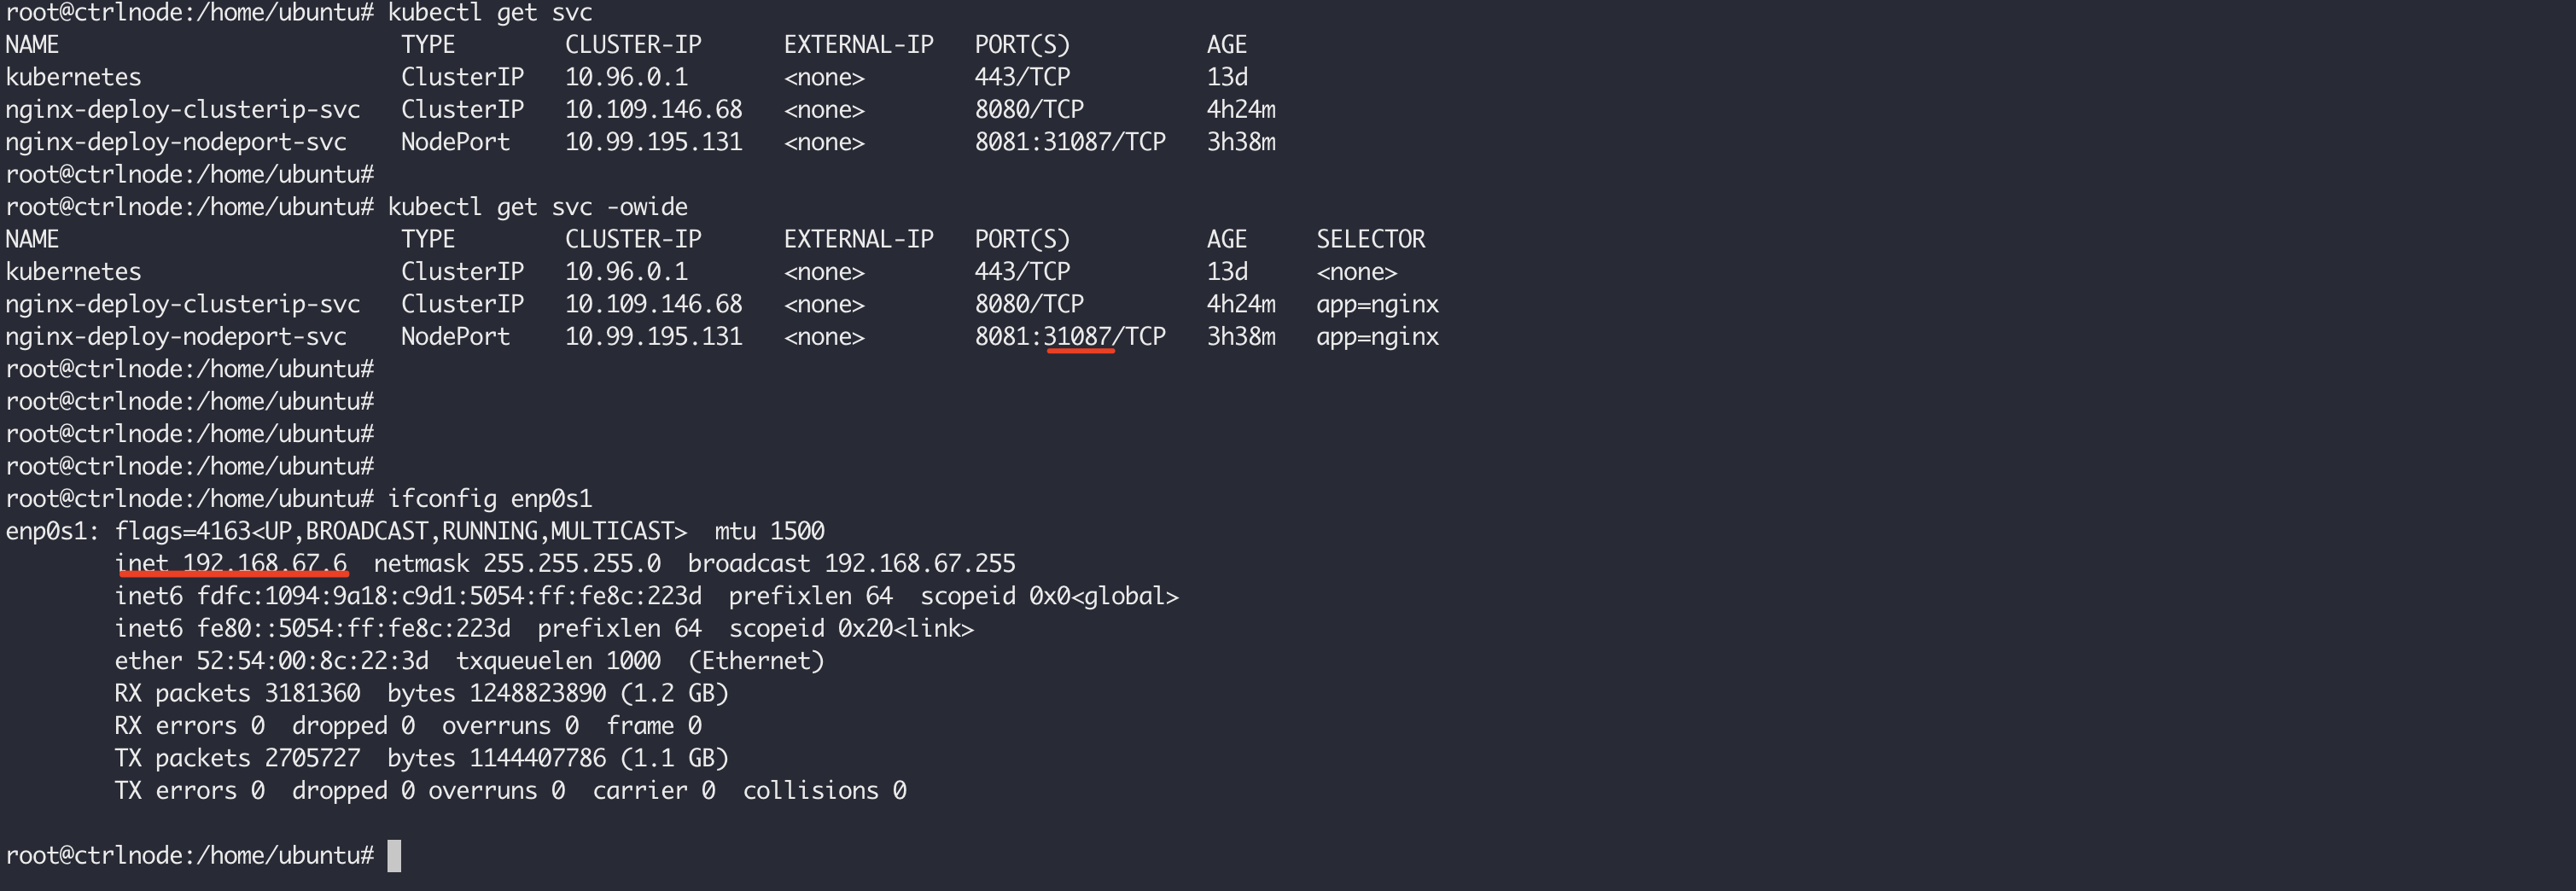 root@ctrlnode:/home/ubuntu# kubectl get svc
NAME                         TYPE        CLUSTER-IP      EXTERNAL-IP   PORT(S)          AGE
kubernetes                   ClusterIP   10.96.0.1       <none>        443/TCP          13d
nginx-deploy-clusterip-svc   ClusterIP   10.109.146.68   <none>        8080/TCP         4h24m
nginx-deploy-nodeport-svc    NodePort    10.99.195.131   <none>        8081:31087/TCP   3h38m
root@ctrlnode:/home/ubuntu#
root@ctrlnode:/home/ubuntu# kubectl get svc -owide
NAME                         TYPE        CLUSTER-IP      EXTERNAL-IP   PORT(S)          AGE     SELECTOR
kubernetes                   ClusterIP   10.96.0.1       <none>        443/TCP          13d     <none>
nginx-deploy-clusterip-svc   ClusterIP   10.109.146.68   <none>        8080/TCP         4h24m   app=nginx
nginx-deploy-nodeport-svc    NodePort    10.99.195.131   <none>        8081:31087/TCP   3h38m   app=nginx
root@ctrlnode:/home/ubuntu#
root@ctrlnode:/home/ubuntu#
root@ctrlnode:/home/ubuntu#
root@ctrlnode:/home/ubuntu#
root@ctrlnode:/home/ubuntu# ifconfig enp0s1
enp0s1: flags=4163<UP,BROADCAST,RUNNING,MULTICAST>  mtu 1500
        inet 192.168.67.6  netmask 255.255.255.0  broadcast 192.168.67.255
        inet6 fdfc:1094:9a18:c9d1:5054:ff:fe8c:223d  prefixlen 64  scopeid 0x0<global>
        inet6 fe80::5054:ff:fe8c:223d  prefixlen 64  scopeid 0x20<link>
        ether 52:54:00:8c:22:3d  txqueuelen 1000  (Ethernet)
        RX packets 3181360  bytes 1248823890 (1.2 GB)
        RX errors 0  dropped 0  overruns 0  frame 0
        TX packets 2705727  bytes 1144407786 (1.1 GB)
        TX errors 0  dropped 0 overruns 0  carrier 0  collisions 0
root@ctrlnode:/home/ubuntu#